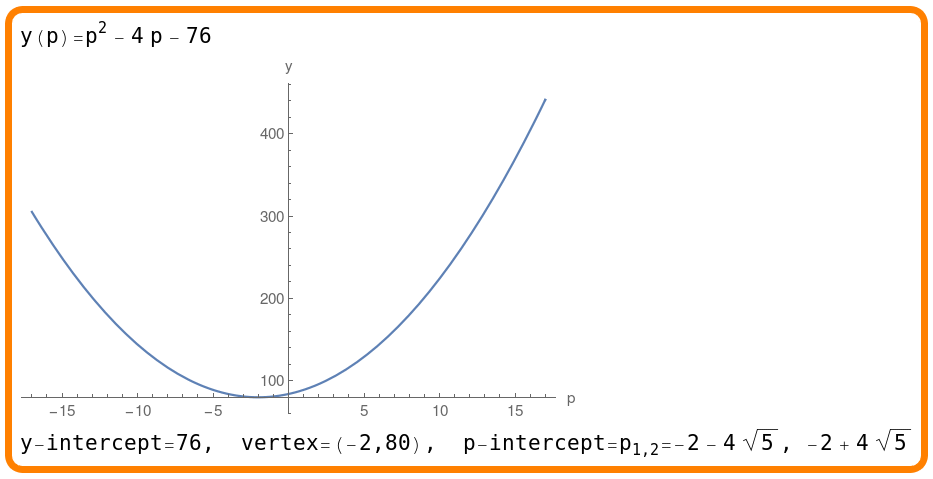 y(p)=p² − 4 p − 76
y
400
300
200
100
−15 −10 −5 5 10 15 p
y−intercept=76, vertex=(−2,80), p−intercept=p₁,₂=−2 − 4 √5, −2 + 4 √5